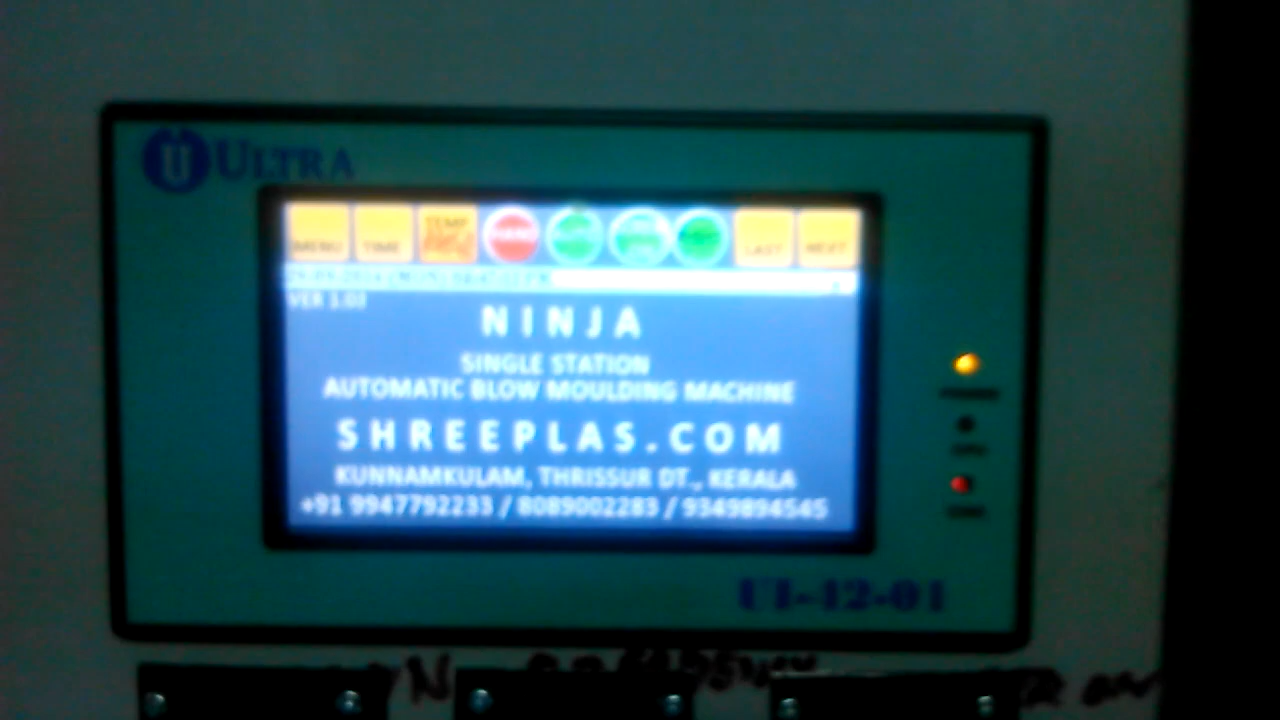 ULTRA
MENU TIME TEMP LAST NEXT
VER 1.03
NINJA
SINGLE STATION
AUTOMATIC BLOW MOULDING MACHINE
SHREEPLAS.COM
KUNNAMKULAM, THRISSUR DT., KERALA
+91 9947792233 / 8089002283 / 9349894545
UI-42-01